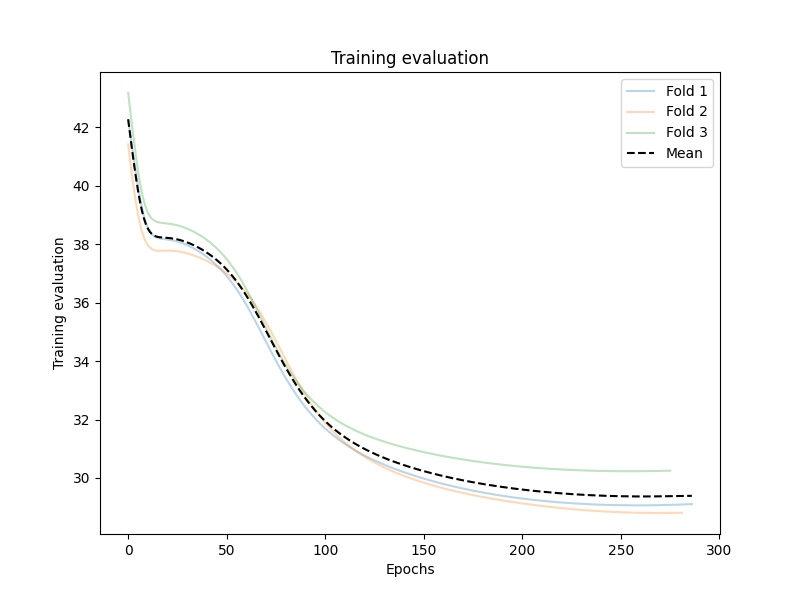 Training evaluation
Fold 1
Fold 2
Fold 3
Mean
Training evaluation
42
40
38
36
34
32
30
0 50 100 150 200 250 300
Epochs